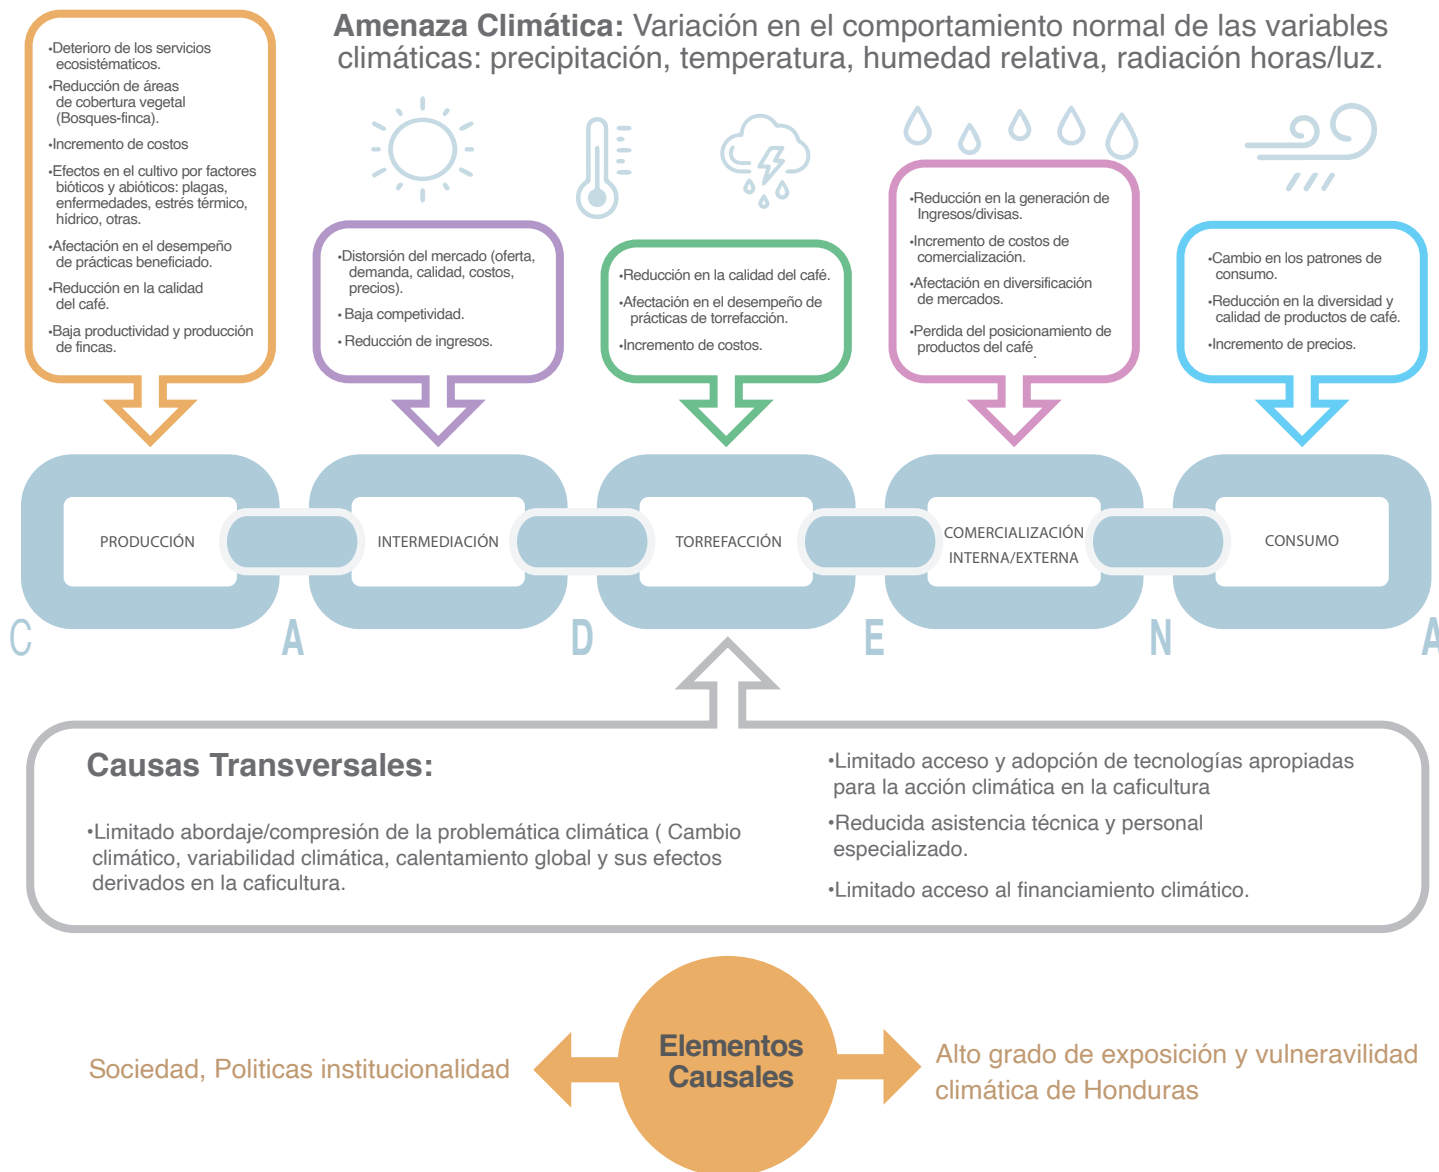 Amenaza Climática: Variación en el comportamiento normal de las variables
climáticas: precipitación, temperatura, humedad relativa, radiación horas/luz.
•Deterioro de los servicios
ecosistématicos.
•Reducción de áreas
de cobertura vegetal
(Bosques-finca).
•Incremento de costos
•Efectos en el cultivo por factores
bióticos y abióticos: plagas,
enfermedades, estrés térmico,
hídrico, otras.
•Afectación en el desempeño
de prácticas beneficiado.
•Reducción en la calidad
del café.
•Baja productividad y producción
de fincas.
•Distorsión del mercado (oferta,
demanda, calidad, costos,
precios).
• Baja competividad.
• Reducción de ingresos.
•Reducción en la calidad del café.
•Afectación en el desempeño de
prácticas de torrefacción.
•Incremento de costos.
•Reducción en la generación de
Ingresos/divisas.
•Incremento de costos de
comercialización.
•Afectación en diversificación
de mercados.
•Perdida del posicionamiento de
productos del café.
•Cambio en los patrones de
consumo.
•Reducción en la diversidad y
calidad de productos de café.
•Incremento de precios.
PRODUCCIÓN
INTERMEDIACIÓN
TORREFACCIÓN
COMERCIALIZACIÓN
INTERNA/EXTERNA
CONSUMO
C A D E N A
Causas Transversales:
•Limitado abordaje/compresión de la problemática climática ( Cambio
climático, variabilidad climática, calentamiento global y sus efectos
derivados en la caficultura.
•Limitado acceso y adopción de tecnologías apropiadas
para la acción climática en la caficultura
•Reducida asistencia técnica y personal
especializado.
•Limitado acceso al financiamiento climático.
Sociedad, Politicas institucionalidad
Elementos
Causales
Alto grado de exposición y vulneravilidad
climática de Honduras